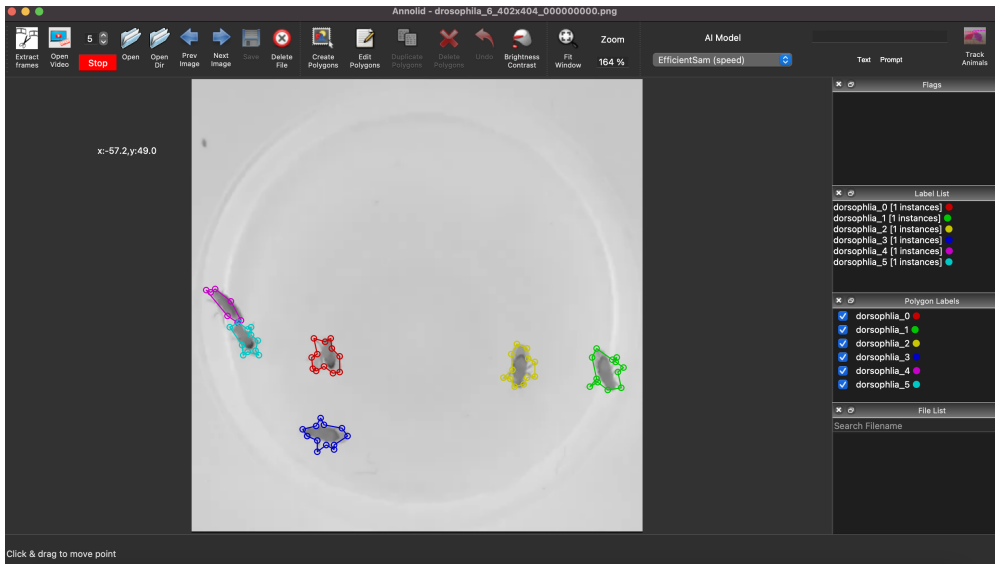 Annolid - drosophila_6_402x404_000000000.png
Extract frames
Open Video
5
Stop
Open
Open Dir
Prev Image
Next Image
Save
Delete File
Create Polygons
Edit Polygons
Duplicate Polygons
Delete Polygons
Undo
Brightness Contrast
Fit Window
Zoom
164 %
AI Model
EfficientSam (speed)
Text Prompt
Track Animals
x:-57.2,y:49.0
Flags
Label List
dorsophlia_0 [1 instances]
dorsophlia_1 [1 instances]
dorsophlia_2 [1 instances]
dorsophlia_3 [1 instances]
dorsophlia_4 [1 instances]
dorsophlia_5 [1 instances]
Polygon Labels
dorsophlia_0
dorsophlia_1
dorsophlia_2
dorsophlia_3
dorsophlia_4
dorsophlia_5
File List
Search Filename
Click & drag to move point